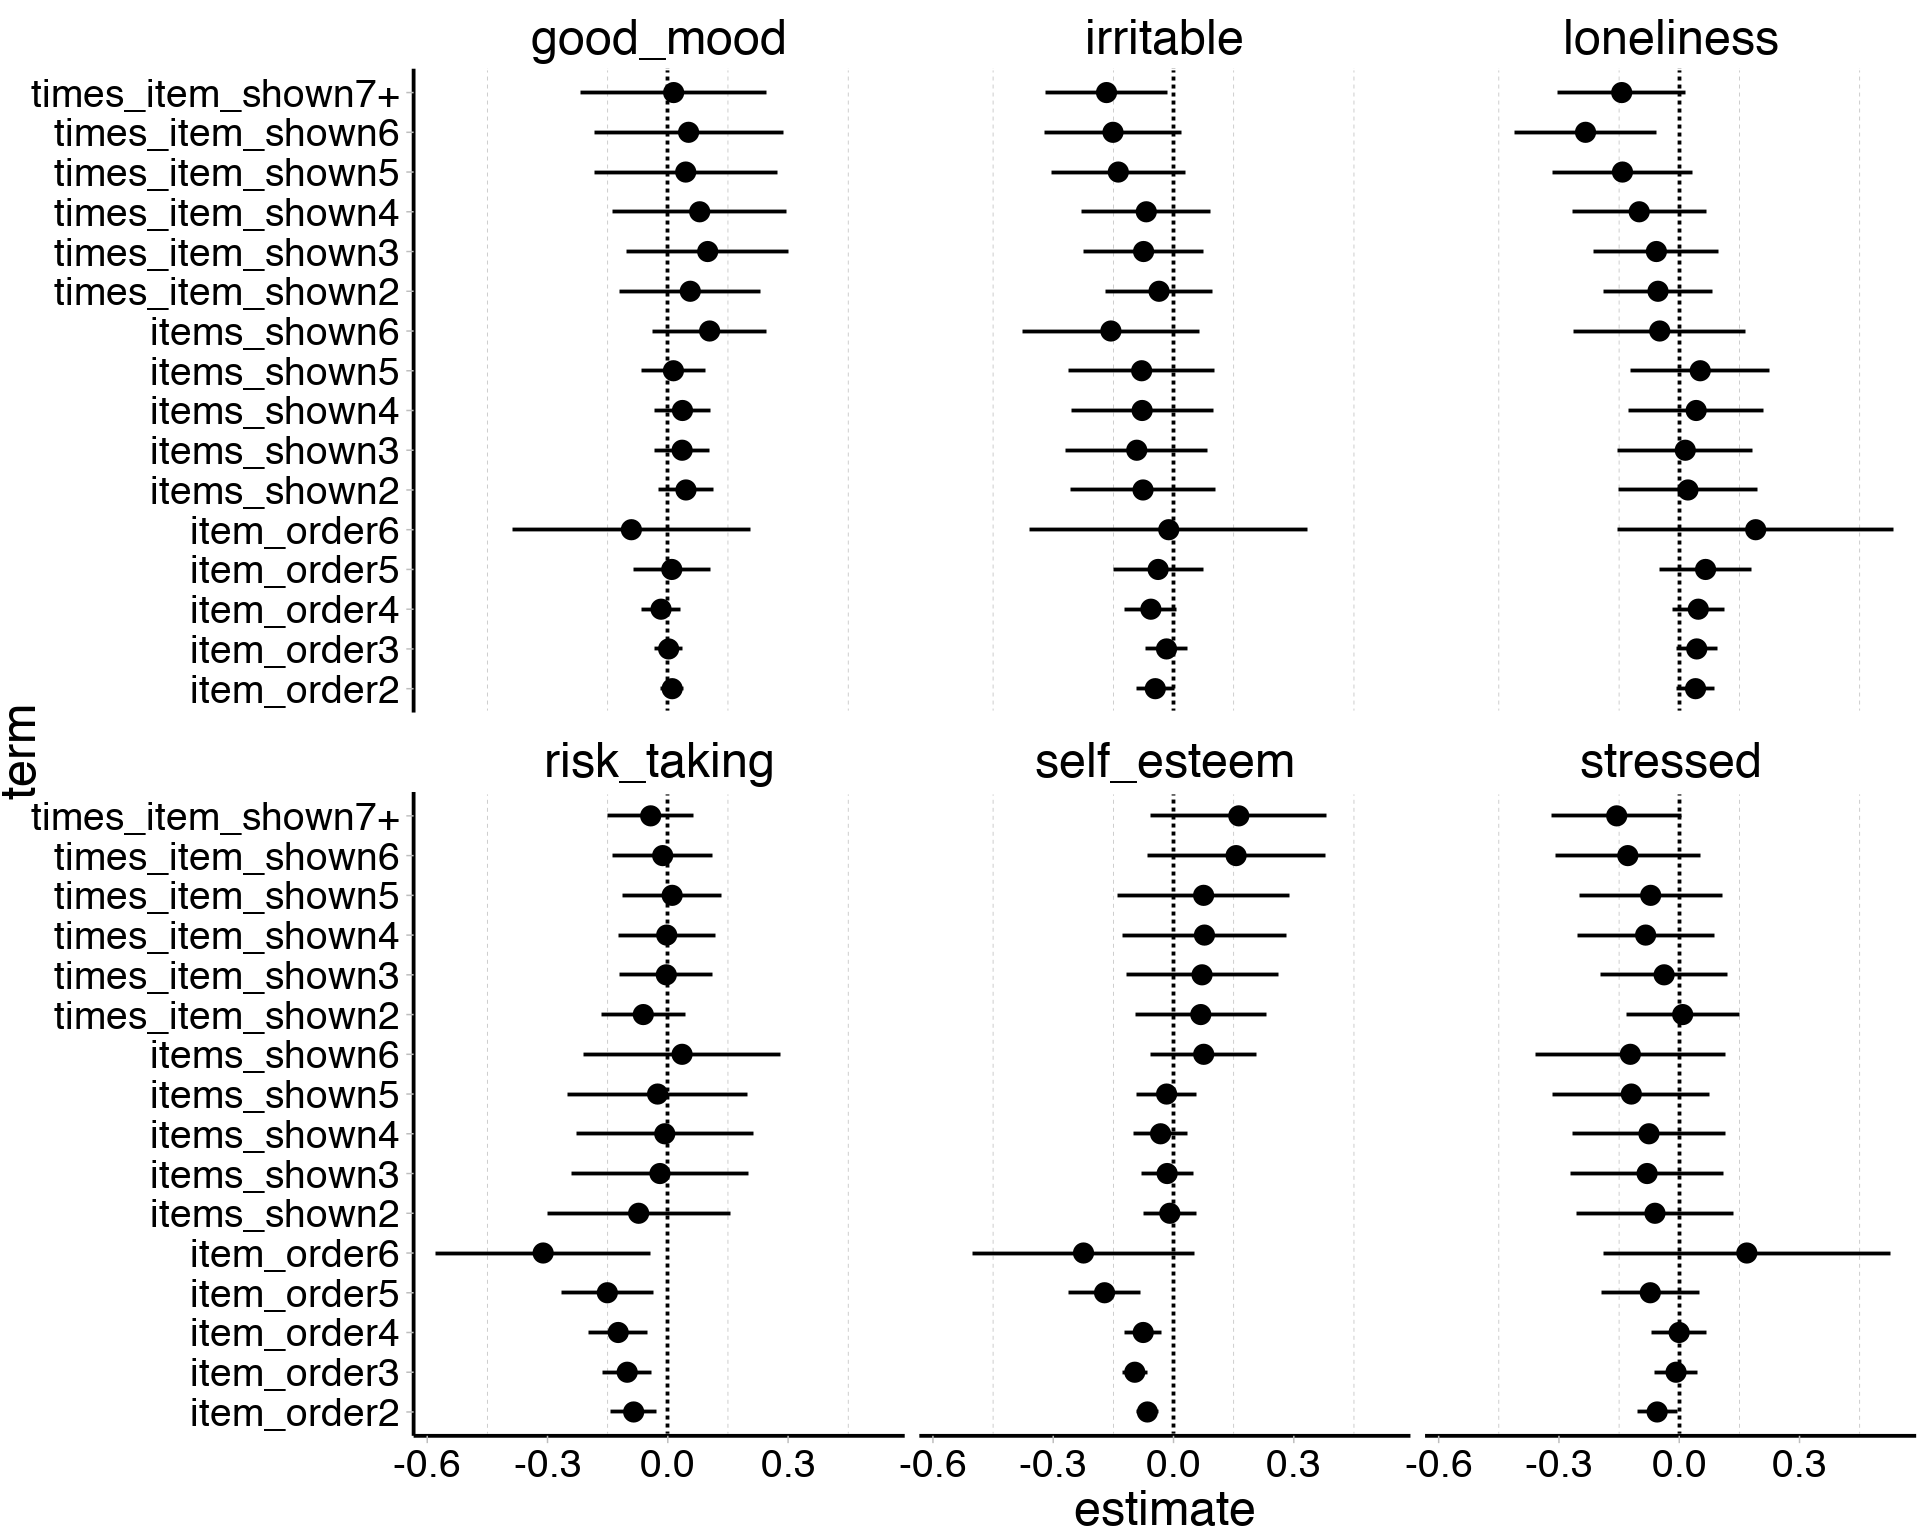 good_mood irritable loneliness
times_item_shown7+
times_item_shown6
times_item_shown5
times_item_shown4
times_item_shown3
times_item_shown2
items_shown6
items_shown5
items_shown4
items_shown3
items_shown2
item_order6
item_order5
item_order4
item_order3
item_order2
term
risk_taking self_esteem stressed
times_item_shown7+
times_item_shown6
times_item_shown5
times_item_shown4
times_item_shown3
times_item_shown2
items_shown6
items_shown5
items_shown4
items_shown3
items_shown2
item_order6
item_order5
item_order4
item_order3
item_order2
-0.6 -0.3 0.0 0.3 -0.6 -0.3 0.0 0.3 -0.6 -0.3 0.0 0.3
estimate